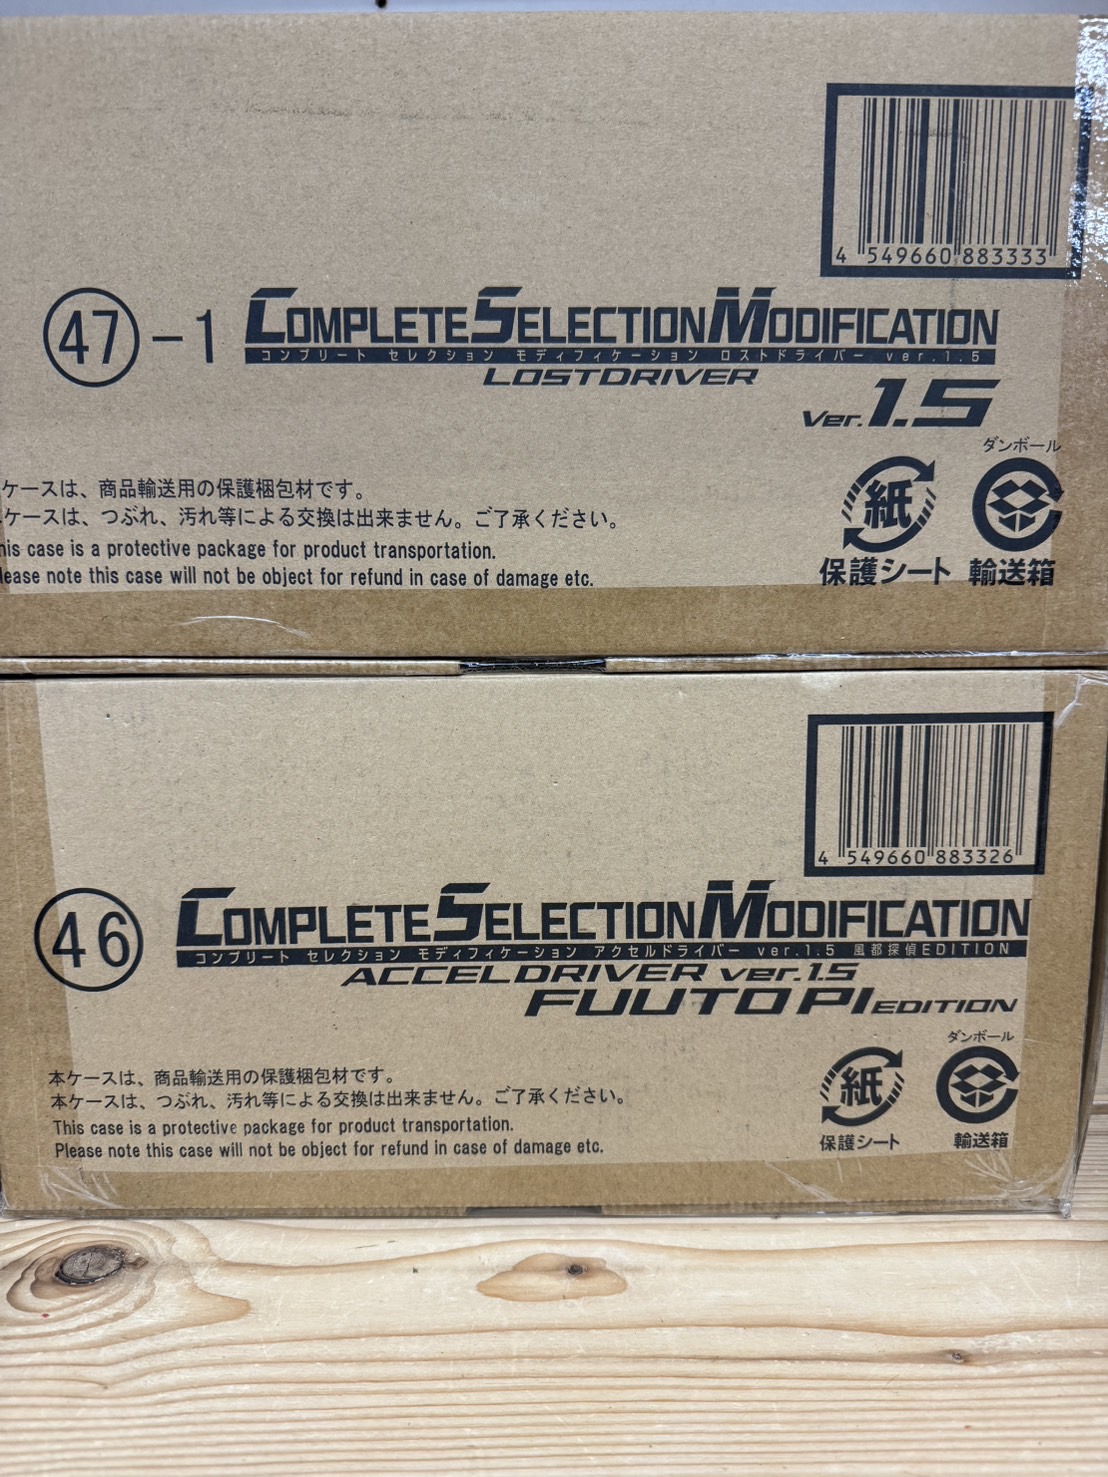 4 549660 883333
47-1
COMPLETE SELECTION MODIFICATION
コンプリート セレクション モディフィケーション ロストドライバー ver.1.5
LOSTDRIVER
Ver.1.5
ダンボール
紙
ケースは、商品輸送用の保護梱包材です。
ケースは、つぶれ、汚れ等による交換は出来ません。ご了承ください。
his case is a protective package for product transportation.
lease note this case will not be object for refund in case of damage etc.
保護シート 輸送箱
4 549660 883326
46
COMPLETE SELECTION MODIFICATION
コンプリート セレクション モディフィケーション アクセルドライバー ver.1.5 風都探偵EDITION
ACCELDRIVER ver.1.5
FUUTO PI EDITION
ダンボール
紙
本ケースは、商品輸送用の保護梱包材です。
本ケースは、つぶれ、汚れ等による交換は出来ません。ご了承ください。
This case is a protective package for product transportation.
Please note this case will not be object for refund in case of damage etc.
保護シート 輸送箱